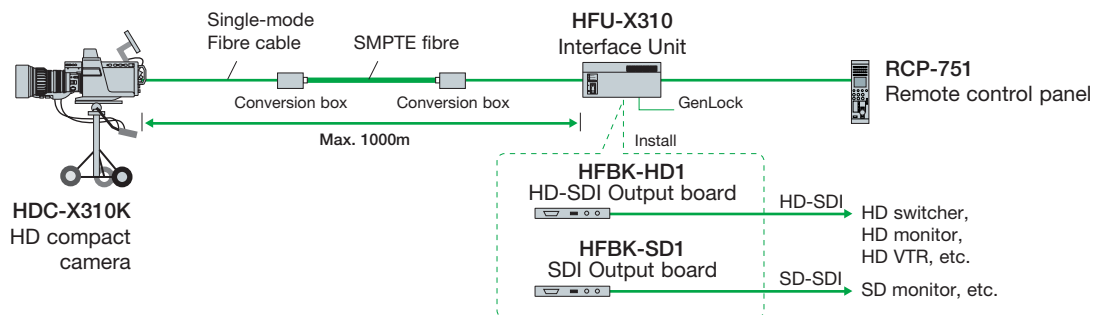 Single-mode
Fibre cable
SMPTE fibre
Conversion box
Conversion box
Max. 1000m
HFU-X310
Interface Unit
GenLock
Install
RCP-751
Remote control panel
HDC-X310K
HD compact
camera
HFBK-HD1
HD-SDI Output board
HD-SDI
HD switcher,
HD monitor,
HD VTR, etc.
HFBK-SD1
SDI Output board
SD-SDI
SD monitor, etc.